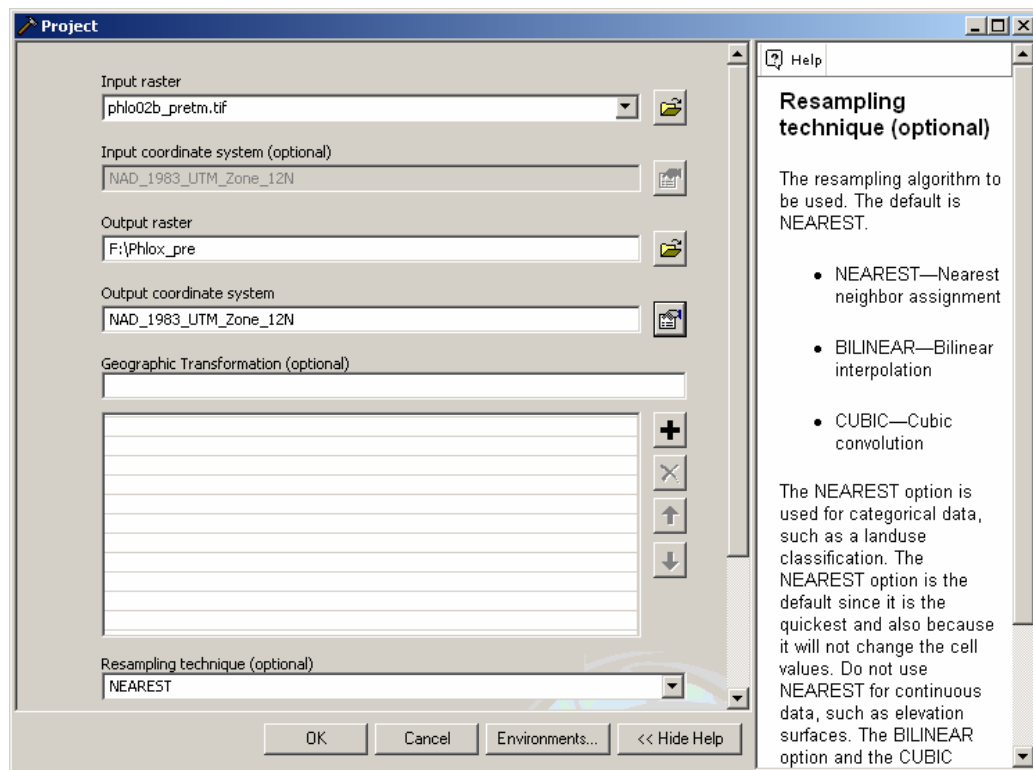 Project
Input raster
phlo02b_pretm.tif
Input coordinate system (optional)
NAD_1983_UTM_Zone_12N
Output raster
F:\Phlox_pre
Output coordinate system
NAD_1983_UTM_Zone_12N
Geographic Transformation (optional)
Resampling technique (optional)
NEAREST
OK
Cancel
Environments...
<< Hide Help
Help
Resampling
technique (optional)
The resampling algorithm to
be used. The default is
NEAREST.
• NEAREST—Nearest
neighbor assignment
• BILINEAR—Bilinear
interpolation
• CUBIC—Cubic
convolution
The NEAREST option is
used for categorical data,
such as a landuse
classification. The
NEAREST option is the
default since it is the
quickest and also because
it will not change the cell
values. Do not use
NEAREST for continuous
data, such as elevation
surfaces. The BILINEAR
option and the CUBIC